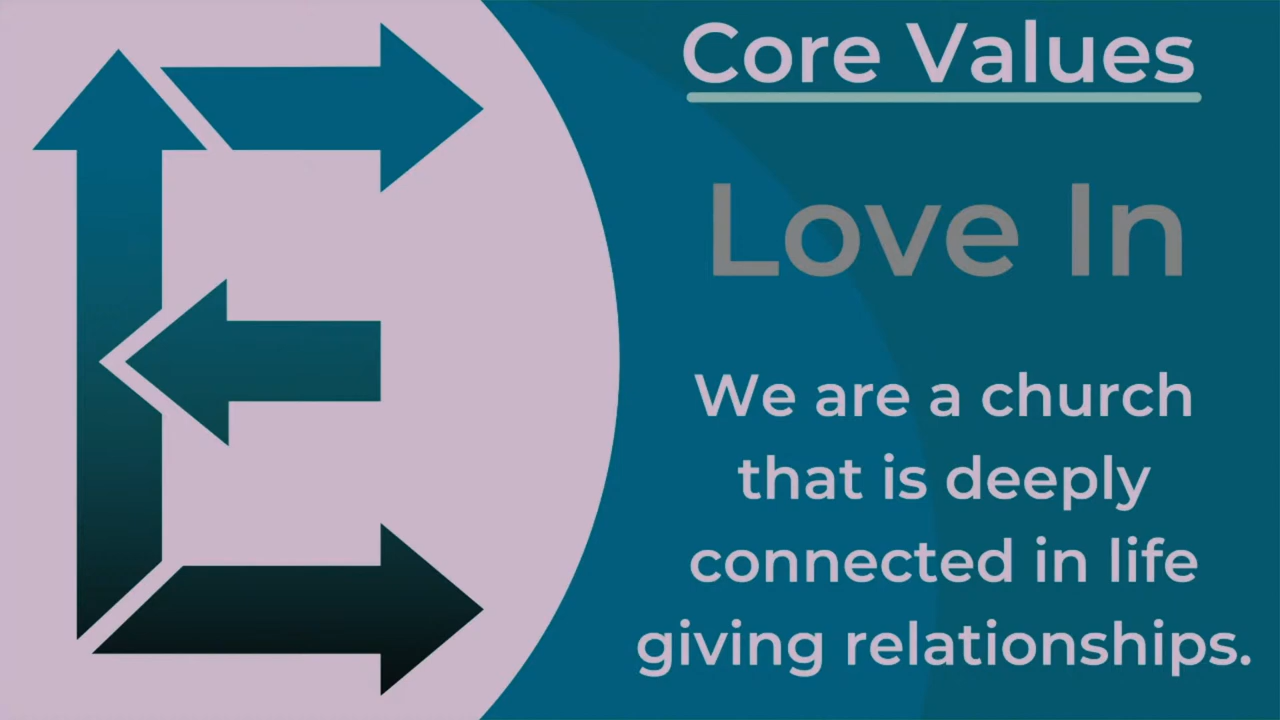 Core Values
Love In
We are a church
that is deeply
connected in life
giving relationships.